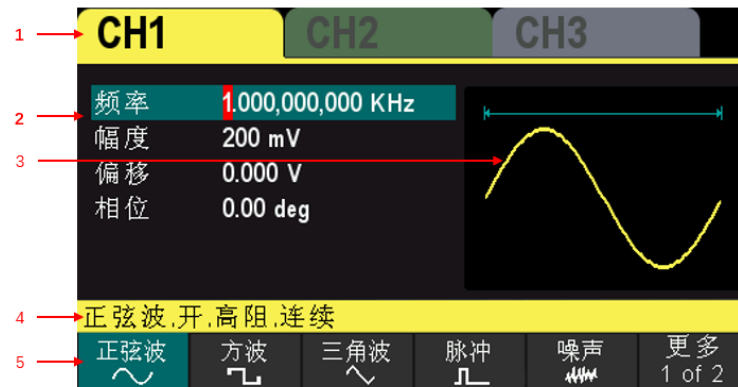 1
CH1 CH2 CH3
2
频率 1.000,000,000 KHz
幅度 200 mV
3
偏移 0.000 V
相位 0.00 deg
4
正弦波,开,高阻,连续
5
正弦波 方波 三角波 脉冲 噪声 更多
1 of 2